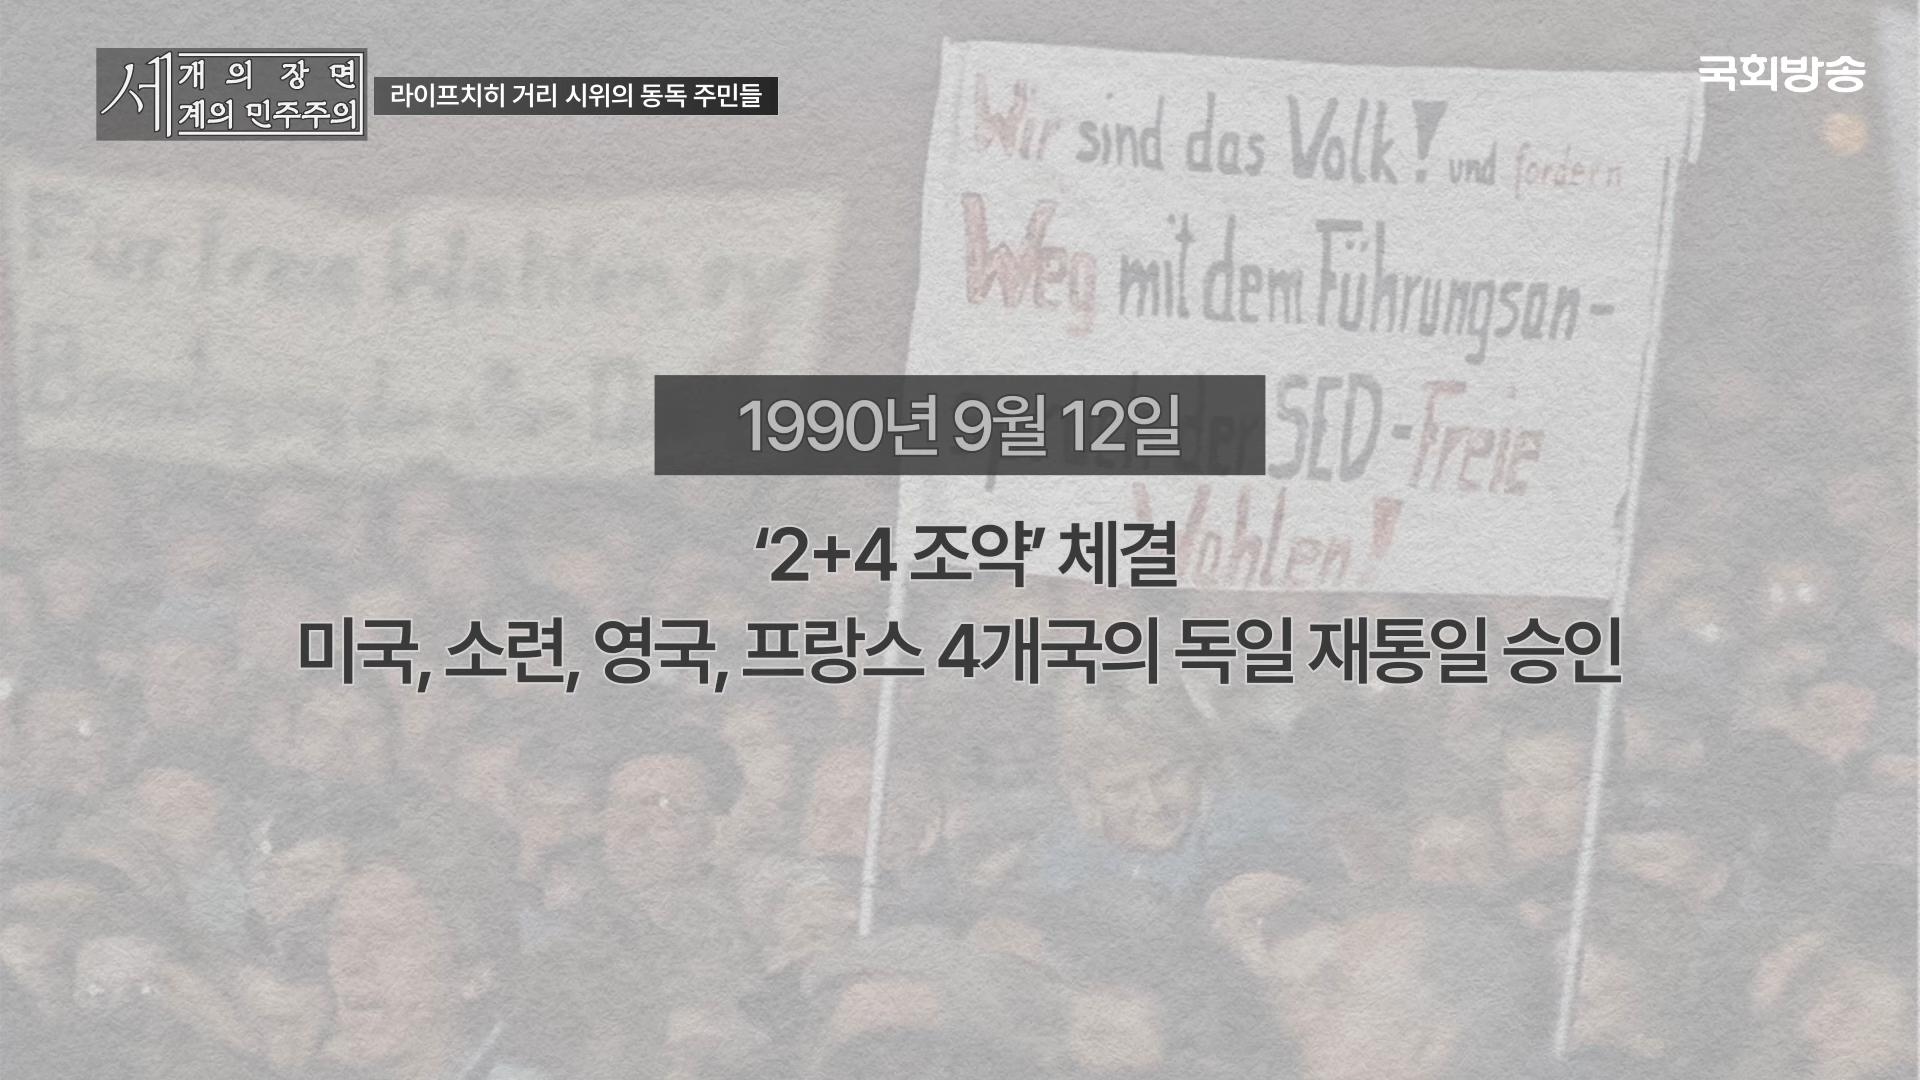 세 개의 장면
세계의 민주주의
라이프치히 거리 시위의 동독 주민들
국회방송
Wir sind das Volk! und fordern
Weg mit dem Führungsan-
der SED-Freie
Wahlen!
1990년 9월 12일
‘2+4 조약’ 체결
미국, 소련, 영국, 프랑스 4개국의 독일 재통일 승인